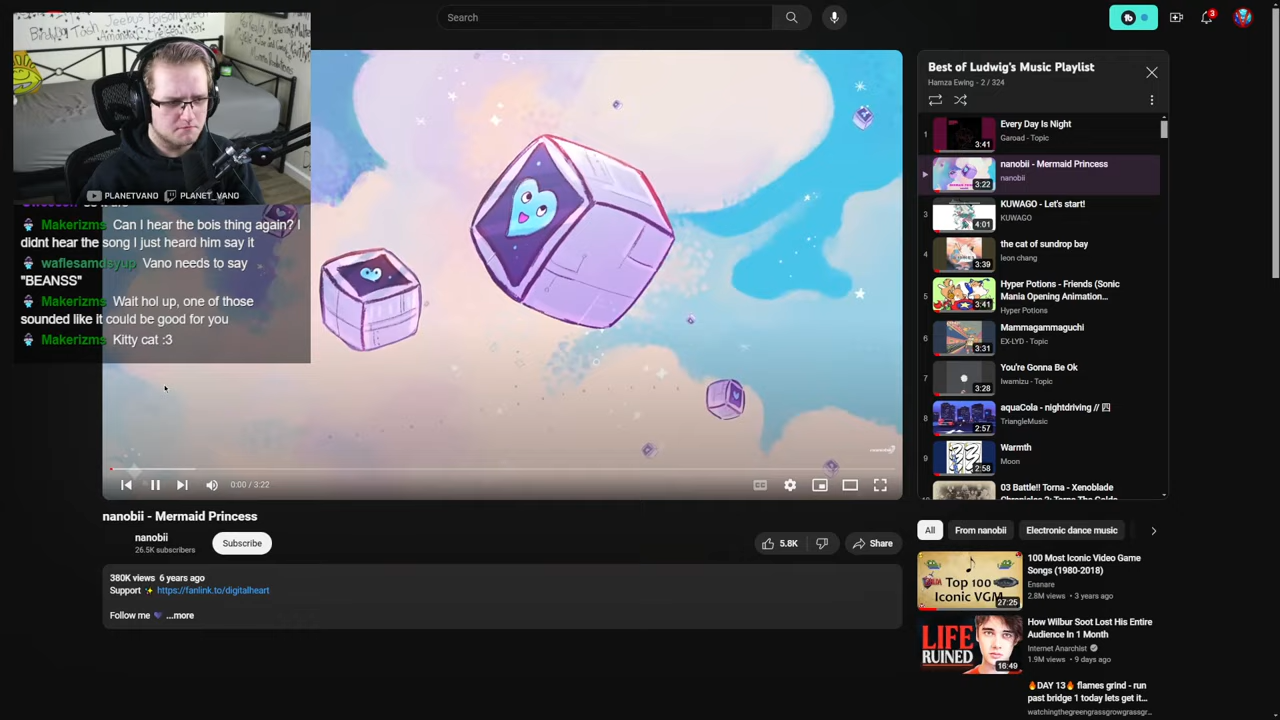 Search
3
PLANETVANO PLANET_VANO
Makerizms Can I hear the bois thing again? I
didnt hear the song I just heard him say it
waflesamdsyup Vano needs to say
"BEANSS"
Makerizms Wait hol up, one of those
sounded like it could be good for you
Makerizms Kitty cat :3
0:00 / 3:22
nanobii - Mermaid Princess
nanobii
26.5K subscribers
Subscribe
5.8K
Share
380K views 6 years ago
Support ✨ https://fanlink.to/digitalheart
Follow me 💜 ...more
Best of Ludwig's Music Playlist
Hamza Ewing - 2 / 324
1
3:41
Every Day Is Night
Garoad - Topic
3:22
nanobii - Mermaid Princess
nanobii
3
4:01
KUWAGO - Let's start!
KUWAGO
4
3:39
the cat of sundrop bay
leon chang
5
3:41
Hyper Potions - Friends (Sonic
Mania Opening Animation...
Hyper Potions
6
3:31
Mammagammaguchi
EX-LYD - Topic
7
3:28
You're Gonna Be Ok
Iwamizu - Topic
8
2:57
aquaCola - nightdriving //
TriangleMusic
9
2:58
Warmth
Moon
03 Battle!! Torna - Xenoblade
Chronicles 2: Torna The Golde
All
From nanobii
Electronic dance music
Top 100
Iconic VGM
27:25
100 Most Iconic Video Game
Songs (1980-2018)
Ensnare
2.8M views • 3 years ago
LIFE
RUINED
16:49
How Wilbur Soot Lost His Entire
Audience In 1 Month
Internet Anarchist
1.9M views • 9 days ago
🔥DAY 13🔥 flames grind - run
past bridge 1 today lets get it...
watchingthegreengrassgrowgrassgr...